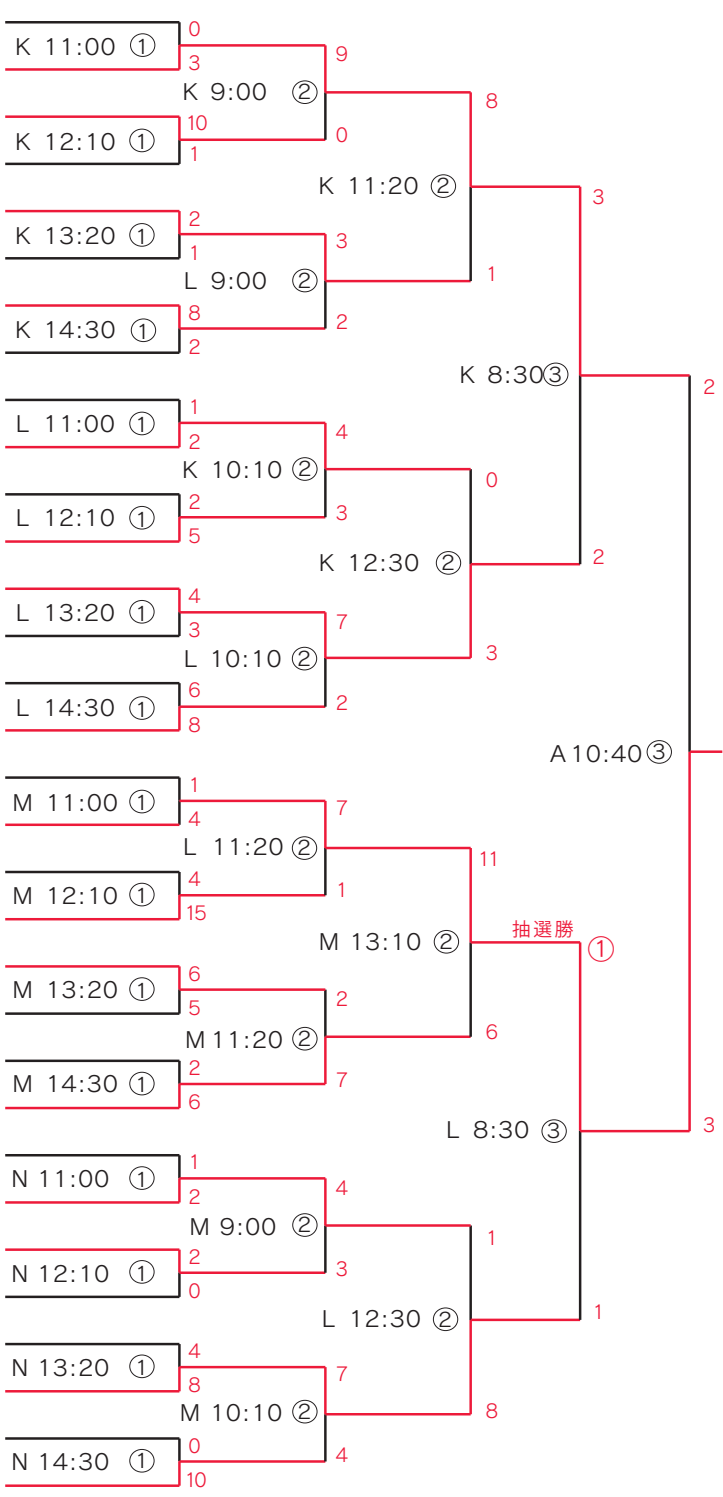 0
K 11:00 ①
3
9
K 9:00 ②
10
K 12:10 ①
1
0
8
K 11:20 ②
3
2
K 13:20 ①
1
3
L 9:00 ②
1
8
K 14:30 ①
2
2
K 8:30③
2
1
L 11:00 ①
2
4
K 10:10 ②
0
2
L 12:10 ①
5
3
K 12:30 ②
2
4
L 13:20 ①
3
7
L 10:10 ②
3
6
L 14:30 ①
8
2
A10:40③
1
M 11:00 ①
4
7
L 11:20 ②
11
4
M 12:10 ①
15
1
抽選勝
M 13:10 ②
①
6
M 13:20 ①
5
2
M11:20 ②
6
2
M 14:30 ①
6
7
L 8:30 ③
3
1
N 11:00 ①
2
4
M 9:00 ②
1
2
N 12:10 ①
0
3
L 12:30 ②
1
4
N 13:20 ①
8
7
M 10:10 ②
8
0
N 14:30 ①
10
4